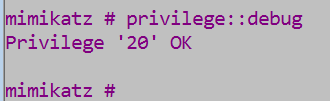 mimikatz # privilege::debug
Privilege '20' OK
mimikatz #